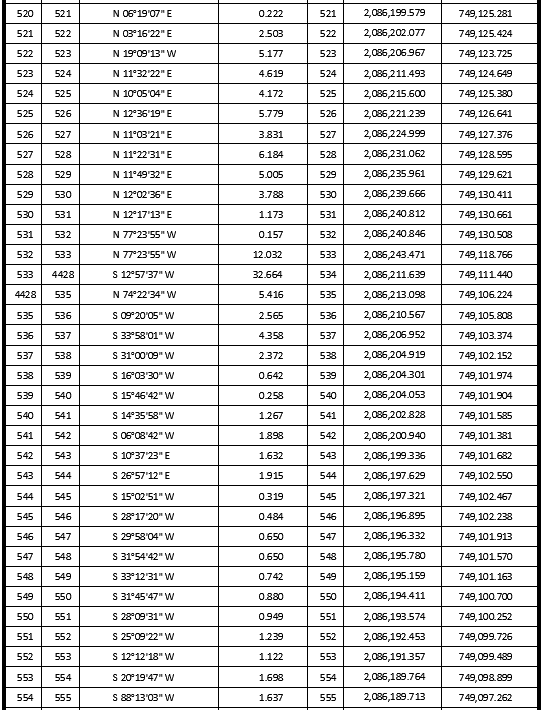 520 521 N 06°19'07" E 0.222 521 2,086,199.579 749,125.281
521 522 N 03°16'22" E 2.503 522 2,086,202.077 749,125.424
522 523 N 19°09'13" W 5.177 523 2,086,206.967 749,123.725
523 524 N 11°32'22" E 4.619 524 2,086,211.493 749,124.649
524 525 N 10°05'04" E 4.172 525 2,086,215.600 749,125.380
525 526 N 12°36'19" E 5.779 526 2,086,221.239 749,126.641
526 527 N 11°03'21" E 3.831 527 2,086,224.999 749,127.376
527 528 N 11°22'31" E 6.184 528 2,086,231.062 749,128.595
528 529 N 11°49'32" E 5.005 529 2,086,235.961 749,129.621
529 530 N 12°02'36" E 3.788 530 2,086,239.666 749,130.411
530 531 N 12°17'13" E 1.173 531 2,086,240.812 749,130.661
531 532 N 77°23'55" W 0.157 532 2,086,240.846 749,130.508
532 533 N 77°23'55" W 12.032 533 2,086,243.471 749,118.766
533 4428 S 12°57'37" W 32.664 534 2,086,211.639 749,111.440
4428 535 N 74°22'34" W 5.416 535 2,086,213.098 749,106.224
535 536 S 09°20'05" W 2.565 536 2,086,210.567 749,105.808
536 537 S 33°58'01" W 4.358 537 2,086,206.952 749,103.374
537 538 S 31°00'09" W 2.372 538 2,086,204.919 749,102.152
538 539 S 16°03'30" W 0.642 539 2,086,204.301 749,101.974
539 540 S 15°46'42" W 0.258 540 2,086,204.053 749,101.904
540 541 S 14°35'58" W 1.267 541 2,086,202.828 749,101.585
541 542 S 06°08'42" W 1.898 542 2,086,200.940 749,101.381
542 543 S 10°37'23" E 1.632 543 2,086,199.336 749,101.682
543 544 S 26°57'12" E 1.915 544 2,086,197.629 749,102.550
544 545 S 15°02'51" W 0.319 545 2,086,197.321 749,102.467
545 546 S 28°17'20" W 0.484 546 2,086,196.895 749,102.238
546 547 S 29°58'04" W 0.650 547 2,086,196.332 749,101.913
547 548 S 31°54'42" W 0.650 548 2,086,195.780 749,101.570
548 549 S 33°12'31" W 0.742 549 2,086,195.159 749,101.163
549 550 S 31°45'47" W 0.880 550 2,086,194.411 749,100.700
550 551 S 28°09'31" W 0.949 551 2,086,193.574 749,100.252
551 552 S 25°09'22" W 1.239 552 2,086,192.453 749,099.726
552 553 S 12°12'18" W 1.122 553 2,086,191.357 749,099.489
553 554 S 20°19'47" W 1.698 554 2,086,189.764 749,098.899
554 555 S 88°13'03" W 1.637 555 2,086,189.713 749,097.262